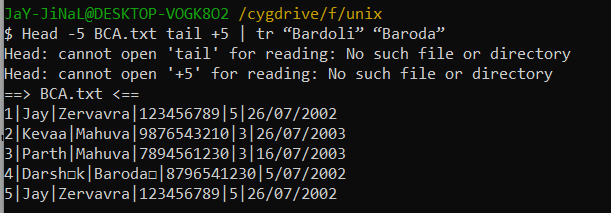 JaY-JiNaL@DESKTOP-VOGK8O2 /cygdrive/f/unix
$ Head -5 BCA.txt tail +5 | tr “Bardoli” “Baroda”
Head: cannot open 'tail' for reading: No such file or directory
Head: cannot open '+5' for reading: No such file or directory
==> BCA.txt <==
1|Jay|Zervavra|123456789|5|26/07/2002
2|Kevaa|Mahuva|9876543210|3|26/07/2003
3|Parth|Mahuva|7894561230|3|16/07/2003
4|Darsh□k|Baroda□|8796541230|5/07/2002
5|Jay|Zervavra|123456789|5|26/07/2002